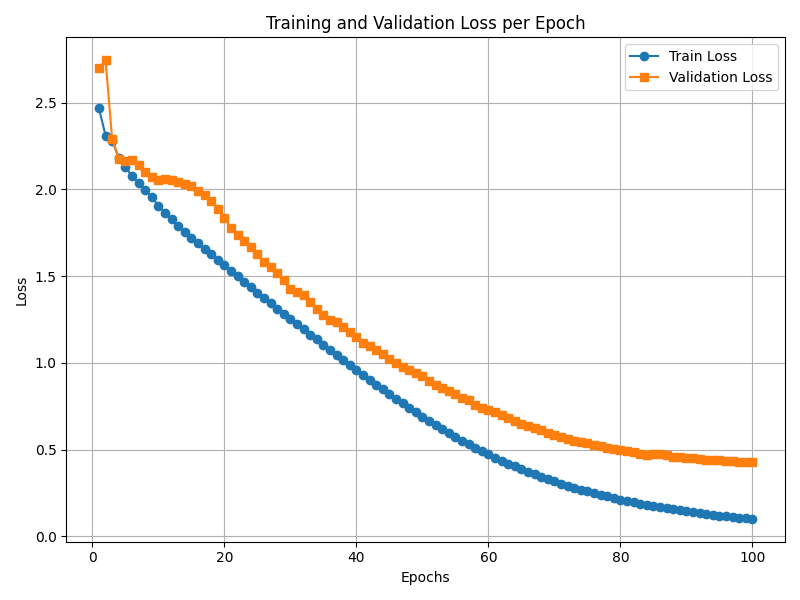 Training and Validation Loss per Epoch
Train Loss
Validation Loss
Loss
2.5
2.0
1.5
1.0
0.5
0.0
0 20 40 60 80 100
Epochs